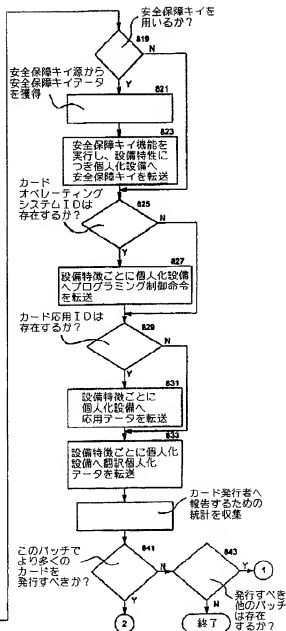 安全保障キィを
用いるか?
819
N
Y
安全保障キィ源から
安全保障キィデータ
を獲得
821
823
安全保障キィ機能を
実行し、設備特性に
つき個人化設備へ
安全保障キィを転送
カード
オペレーティング
システムIDは
存在するか?
825
N
Y
827
設備特徴ごとに個人化設備
へプログラミング制御命令
を転送
カード応用IDは
存在するか?
829
N
Y
831
設備特徴ごとに
個人化設備へ
応用データを転送
833
設備特徴ごとに個人化
設備へ翻訳個人化
データを転送
カード発行者へ
報告するための
統計を収集
このバッチで
より多くの
カードを
発行すべきか?
841
N
Y
2
843
Y
1
発行すべき
他のバッチ
は存在
するか?
N
終了